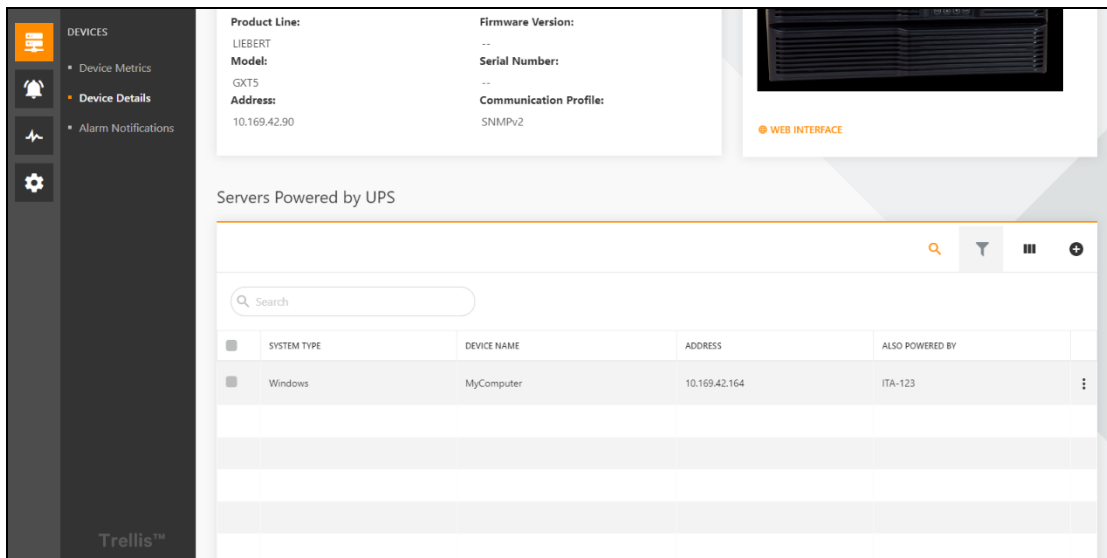 DEVICES
Device Metrics
Device Details
Alarm Notifications
Product Line:
LIEBERT
Model:
GXT5
Address:
10.169.42.90
Firmware Version:
--
Serial Number:
--
Communication Profile:
SNMPv2
WEB INTERFACE
Servers Powered by UPS
Search
SYSTEM TYPE DEVICE NAME ADDRESS ALSO POWERED BY
Windows MyComputer 10.169.42.164 ITA-123
Trellis™